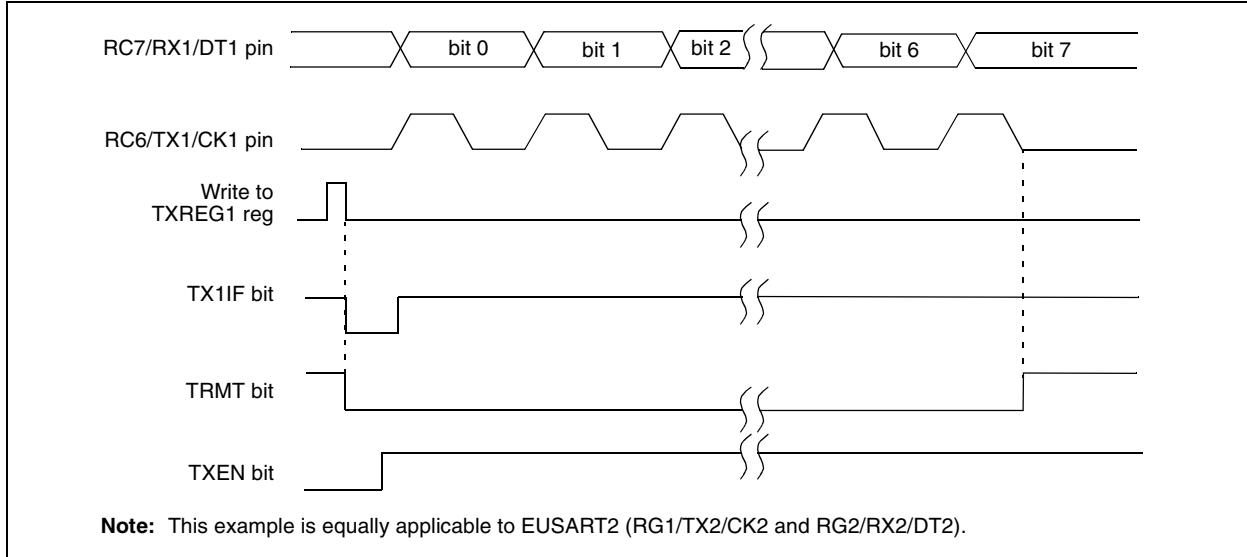 RC7/RX1/DT1 pin
bit 0
bit 1
bit 2
bit 6
bit 7
RC6/TX1/CK1 pin
Write to
TXREG1 reg
TX1IF bit
TRMT bit
TXEN bit
Note: This example is equally applicable to EUSART2 (RG1/TX2/CK2 and RG2/RX2/DT2).